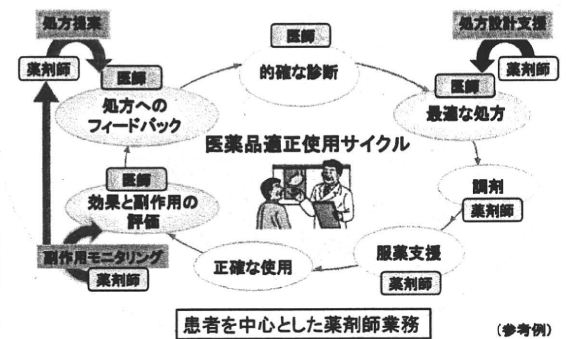 処方提案
薬剤師
医師
処方への
フィードバック
医師
的確な診断
処方設計支援
薬剤師
医師
最適な処方
医薬品適正使用サイクル
調剤
薬剤師
医師
効果と副作用の
評価
副作用モニタリング
薬剤師
正確な使用
服薬支援
薬剤師
患者を中心とした薬剤師業務
(参考例)